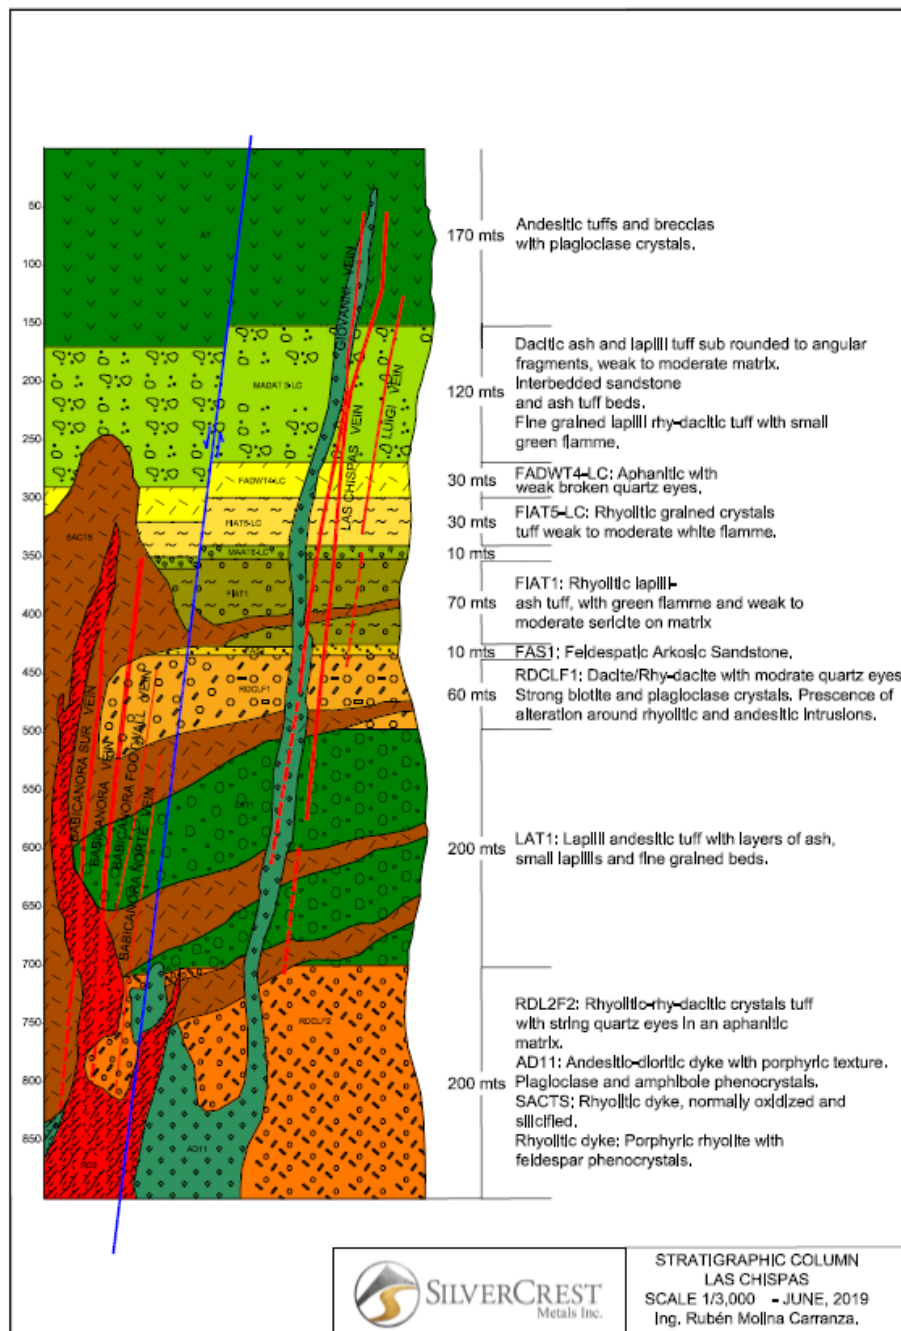 50
100
150
200
250
300
350
400
450
500
550
600
650
700
750
800
850
AT
MADAT3-LC
FADWT4-LC
FIAT5-LC
MAAT6-LC
FIAT1
RDCLF1
RDCLF2
SACTS
AD11
GIOVANNI VEIN
LAS CHISPAS VEIN
LUIGI VEIN
BABICANORA SUR VEIN
BABICANORA VEIN
BABICANORA FOOTWALL VEIN
BABICANORA NORTE VEIN
170 mts
Andesitic tuffs and breccias
with plagioclase crystals.
120 mts
Dacitic ash and lapilli tuff sub rounded to angular
fragments, weak to moderate matrix.
Interbedded sandstone
and ash tuff beds.
Fine grained lapilli rhy-dacitic tuff with small
green flamme.
30 mts
FADWT4-LC: Aphanitic with
weak broken quartz eyes.
30 mts
FIAT5-LC: Rhyolitic grained crystals
tuff weak to moderate white flamme.
10 mts
70 mts
FIAT1: Rhyolitic lapilli-
ash tuff, with green flamme and weak to
moderate sericite on matrix
10 mts
FAS1: Feldespatic Arkosic Sandstone.
60 mts
RDCLF1: Dacite/Rhy-dacite with modrate quartz eyes
Strong biotite and plagioclase crystals. Prescence of
alteration around rhyolitic and andesitic intrusions.
200 mts
LAT1: Lapilli andesitic tuff with layers of ash,
small lapillis and fine grained beds.
200 mts
RDL2F2: Rhyolitic-rhy-dacitic crystals tuff
with string quartz eyes in an aphanitic
matrix.
AD11: Andesitic-dioritic dyke with porphyric texture.
Plagioclase and amphibole phenocrystals.
SACTS: Rhyolitic dyke, normally oxidized and
silicified.
Rhyolitic dyke: Porphyric rhyolite with
feldespar phenocrystals.
SILVERCREST
Metals Inc.
STRATIGRAPHIC COLUMN
LAS CHISPAS
SCALE 1/3,000 - JUNE, 2019
Ing. Rubén Molina Carranza.